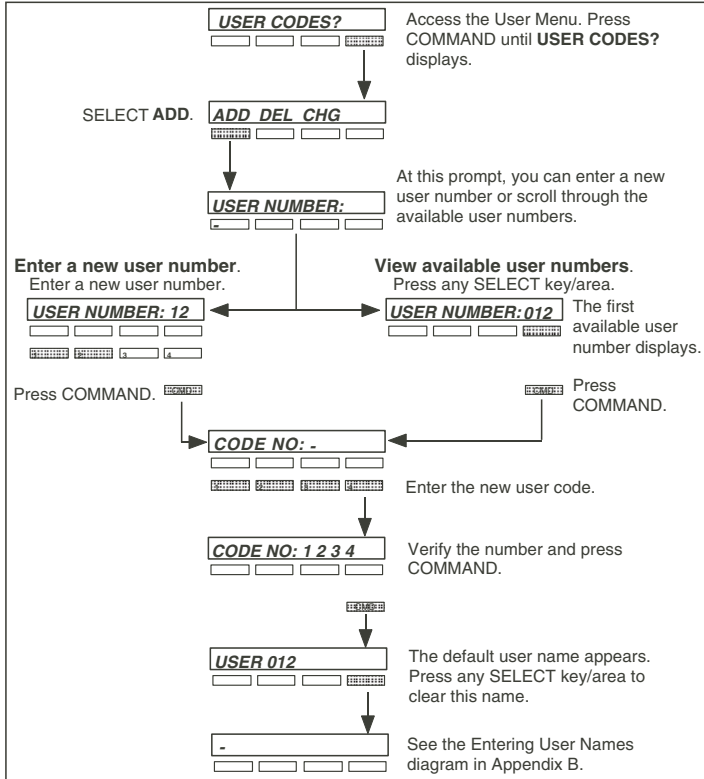 USER CODES?
Access the User Menu. Press
COMMAND until USER CODES?
displays.
SELECT ADD.
ADD DEL CHG
At this prompt, you can enter a new
user number or scroll through the
available user numbers.
USER NUMBER:
-
Enter a new user number.
Enter a new user number.
USER NUMBER: 12
1 2 3 4
View available user numbers.
Press any SELECT key/area.
USER NUMBER: 012
The first
available user
number displays.
Press COMMAND.
CMD
CMD
Press
COMMAND.
CODE NO: -
1 2 3 4
Enter the new user code.
CODE NO: 1 2 3 4
Verify the number and press
COMMAND.
CMD
USER 012
The default user name appears.
Press any SELECT key/area to
clear this name.
-
See the Entering User Names
diagram in Appendix B.